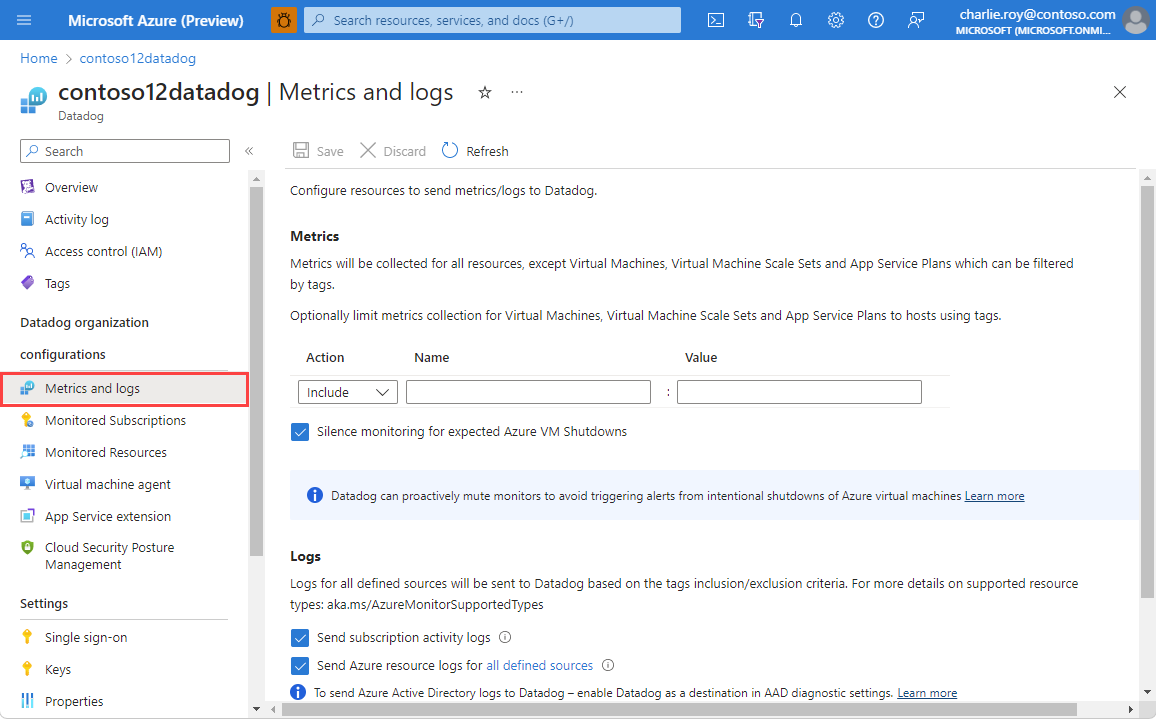 Microsoft Azure (Preview)
Search resources, services, and docs (G+/)
charlie.roy@contoso.com
MICROSOFT (MICROSOFT.ONMI...
Home > contoso12datadog
contoso12datadog | Metrics and logs
Datadog
Search
Overview
Activity log
Access control (IAM)
Tags
Datadog organization
configurations
Metrics and logs
Monitored Subscriptions
Monitored Resources
Virtual machine agent
App Service extension
Cloud Security Posture
Management
Settings
Single sign-on
Keys
Properties
Save Discard Refresh
Configure resources to send metrics/logs to Datadog.
Metrics
Metrics will be collected for all resources, except Virtual Machines, Virtual Machine Scale Sets and App Service Plans which can be filtered
by tags.
Optionally limit metrics collection for Virtual Machines, Virtual Machine Scale Sets and App Service Plans to hosts using tags.
Action Name Value
Include :
Silence monitoring for expected Azure VM Shutdowns
Datadog can proactively mute monitors to avoid triggering alerts from intentional shutdowns of Azure virtual machines Learn more
Logs
Logs for all defined sources will be sent to Datadog based on the tags inclusion/exclusion criteria. For more details on supported resource
types: aka.ms/AzureMonitorSupportedTypes
Send subscription activity logs
Send Azure resource logs for all defined sources
To send Azure Active Directory logs to Datadog – enable Datadog as a destination in AAD diagnostic settings. Learn more